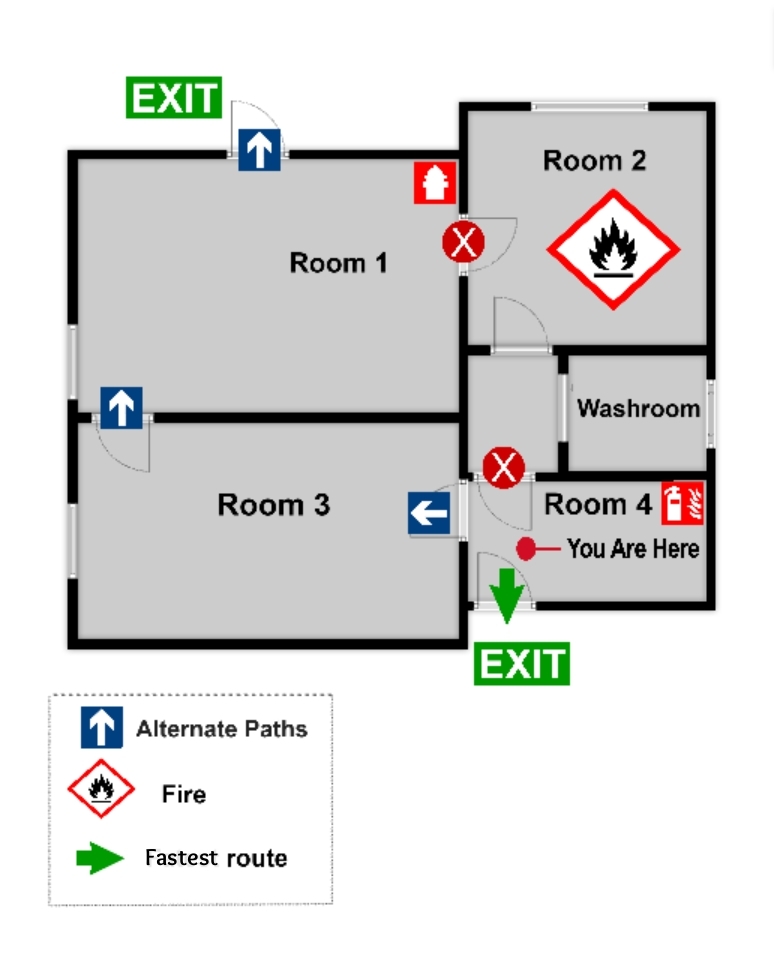 EXIT
Room 2
Room 1
X
Washroom
Room 3
X
Room 4
You Are Here
EXIT
Alternate Paths
Fire
Fastest route